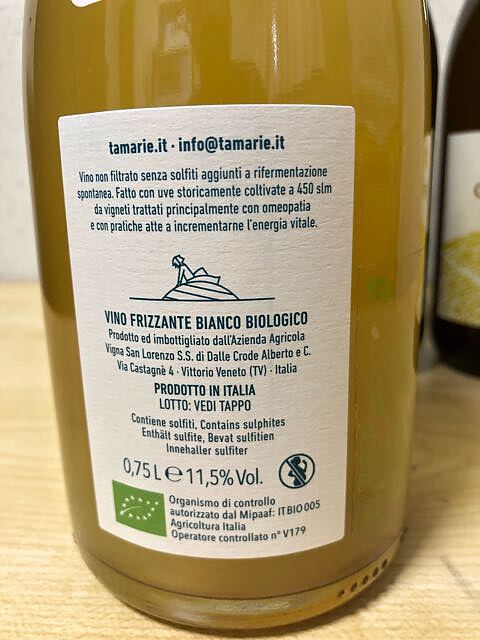 tamarie.it · info@tamarie.it
Vino non filtrato senza solfiti aggiunti a rifermentazione
spontanea. Fatto con uve storicamente coltivate a 450 slm
da vigneti trattati principalmente con omeopatia
e con pratiche atte a incrementarne l'energia vitale.
VINO FRIZZANTE BIANCO BIOLOGICO
Prodotto ed imbottigliato dall'Azienda Agricola
Vigna San Lorenzo S.S. di Dalle Crode Alberto e C.
Via Castagnè 4 · Vittorio Veneto (TV) · Italia
PRODOTTO IN ITALIA
LOTTO: VEDI TAPPO
Contiene solfiti, Contains sulphites
Enthält sulfite, Bevat sulfitien
Innehaller sulfiter
0,75 L ℮ 11,5% Vol.
Organismo di controllo
autorizzato dal Mipaaf: IT BIO 005
Agricoltura Italia
Operatore controllato n° V179